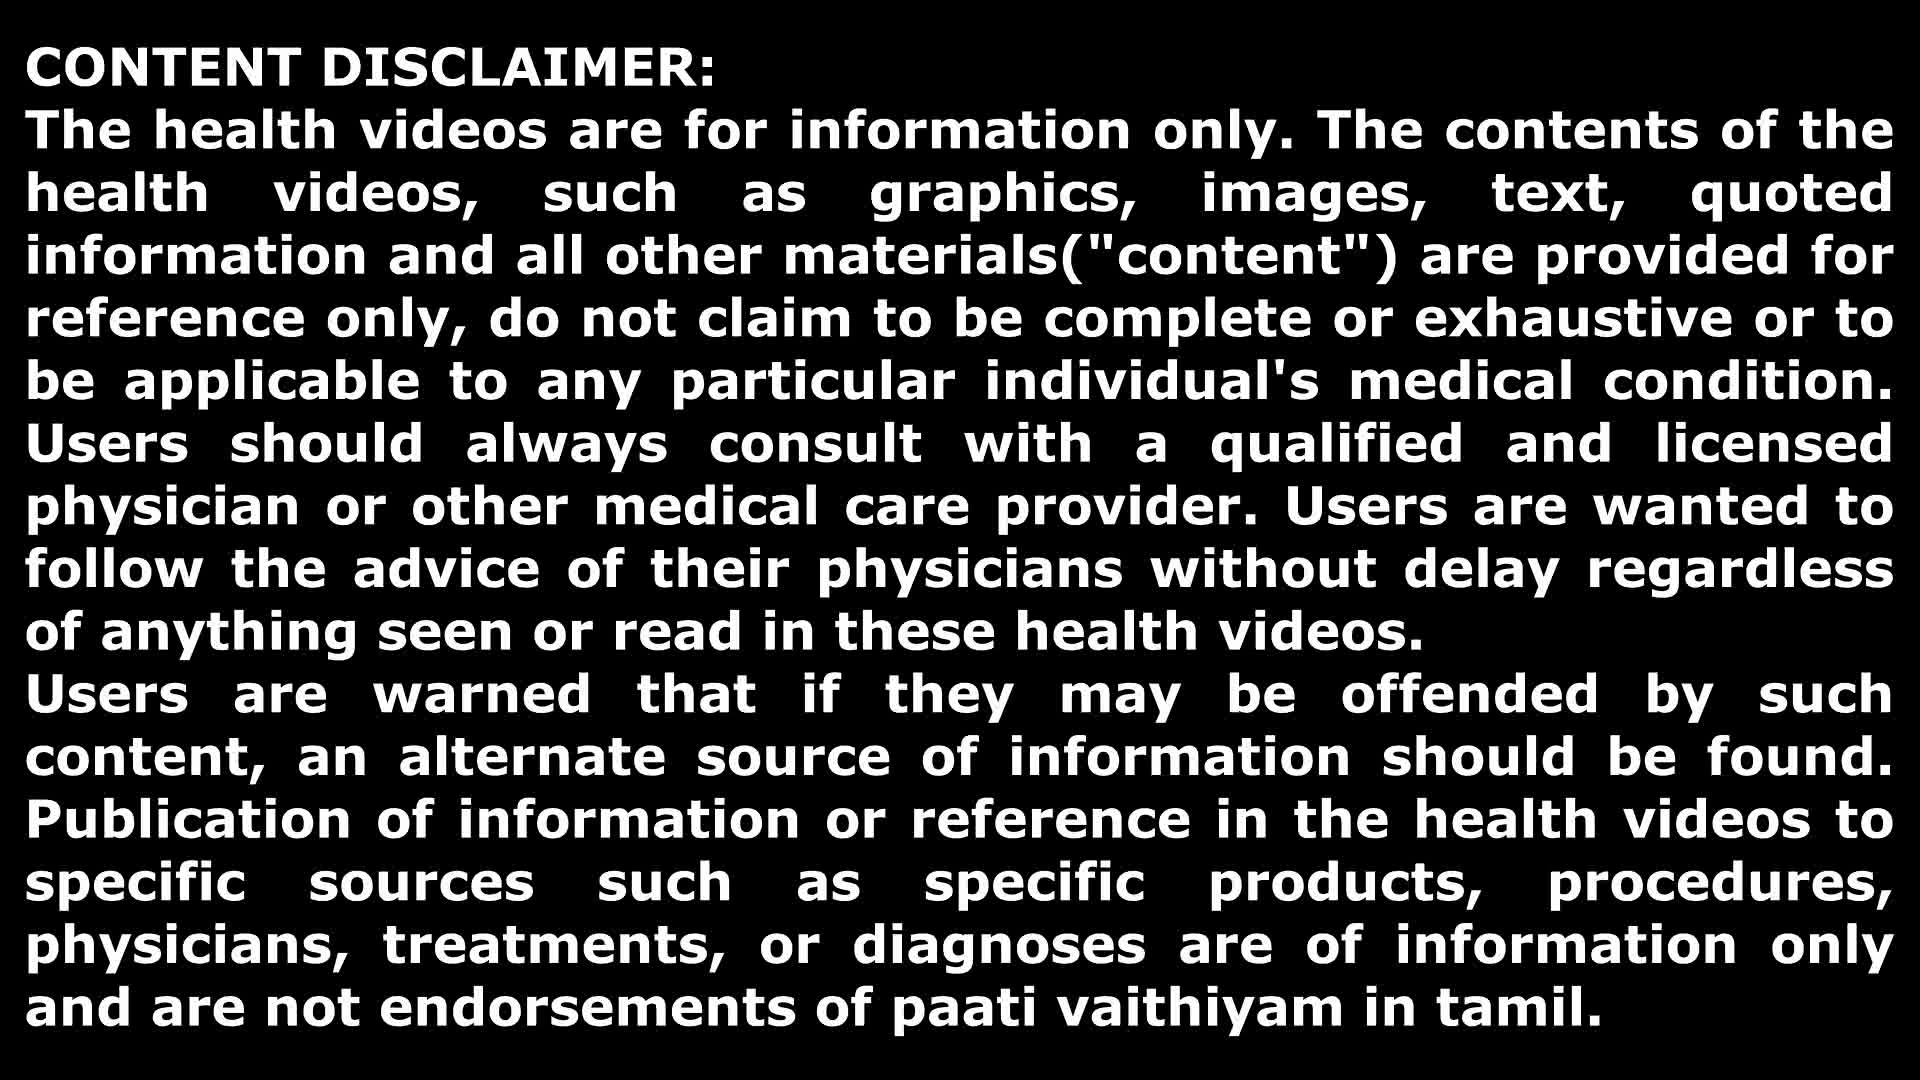 CONTENT DISCLAIMER:
The health videos are for information only. The contents of the
health videos, such as graphics, images, text, quoted
information and all other materials("content") are provided for
reference only, do not claim to be complete or exhaustive or to
be applicable to any particular individual's medical condition.
Users should always consult with a qualified and licensed
physician or other medical care provider. Users are wanted to
follow the advice of their physicians without delay regardless
of anything seen or read in these health videos.
Users are warned that if they may be offended by such
content, an alternate source of information should be found.
Publication of information or reference in the health videos to
specific sources such as specific products, procedures,
physicians, treatments, or diagnoses are of information only
and are not endorsements of paati vaithiyam in tamil.